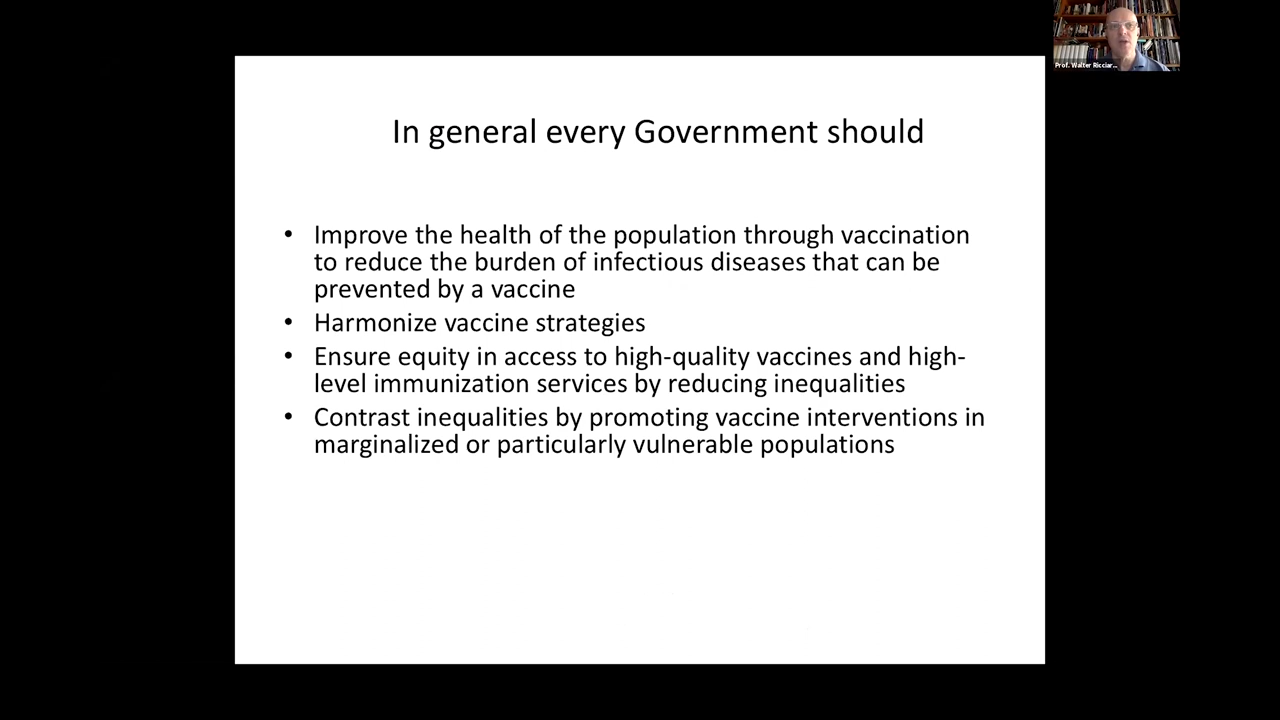 Prof. Walter Ricciar...
In general every Government should
• Improve the health of the population through vaccination
to reduce the burden of infectious diseases that can be
prevented by a vaccine
• Harmonize vaccine strategies
• Ensure equity in access to high-quality vaccines and high-
level immunization services by reducing inequalities
• Contrast inequalities by promoting vaccine interventions in
marginalized or particularly vulnerable populations